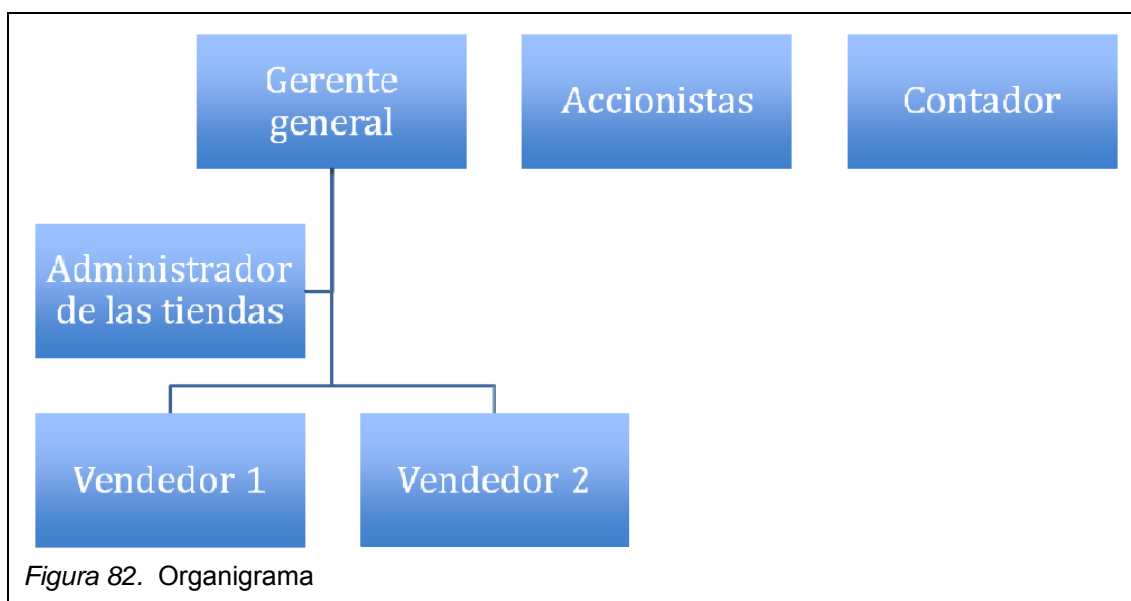 Gerente
general
Accionistas
Contador
Administrador
de las tiendas
Vendedor 1
Vendedor 2
Figura 82. Organigrama